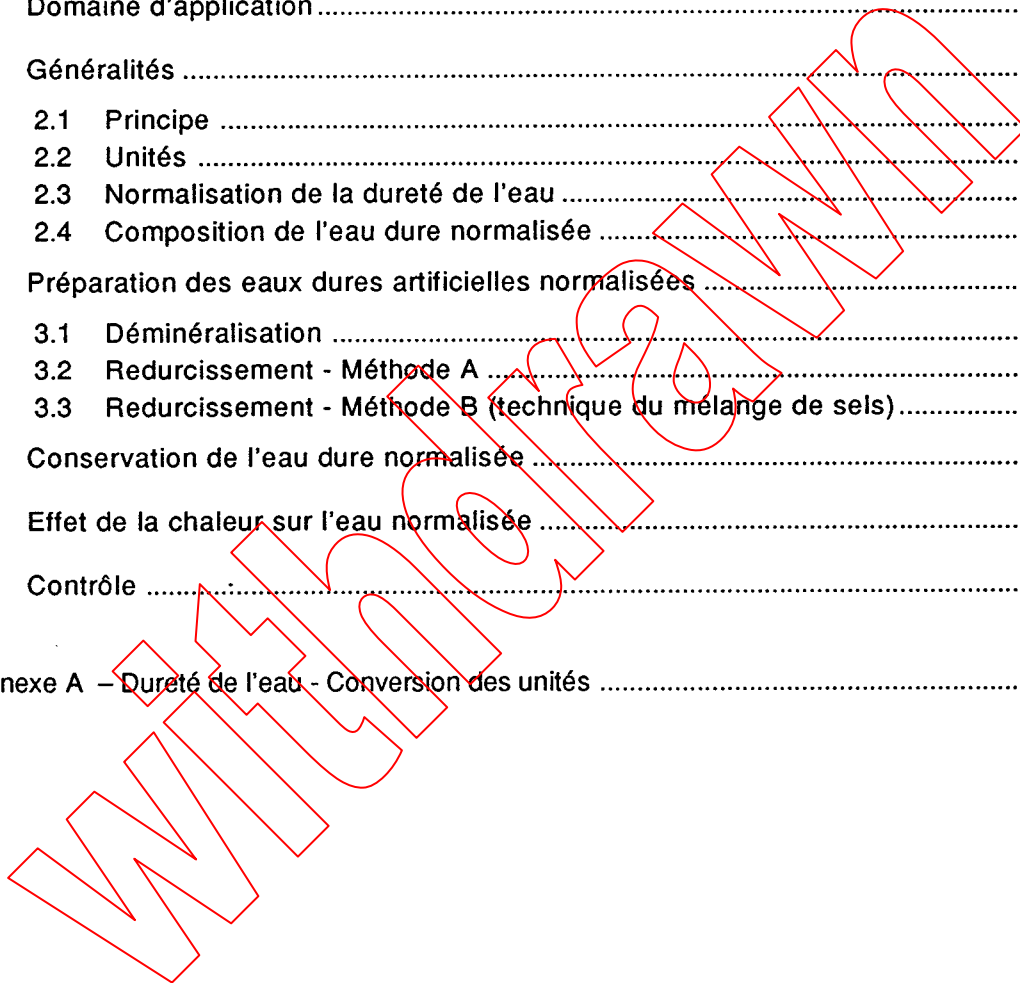 Domaine d'application ........................................
Généralités ........................................
2.1 Principe ........................................
2.2 Unités ........................................
2.3 Normalisation de la dureté de l'eau ........................................
2.4 Composition de l'eau dure normalisée ........................................
Préparation des eaux dures artificielles normalisées ........................................
3.1 Déminéralisation ........................................
3.2 Redurcissement - Méthode A ........................................
3.3 Redurcissement - Méthode B (technique du mélange de sels) ................
Conservation de l'eau dure normalisée ........................................
Effet de la chaleur sur l'eau normalisée ........................................
Contrôle ..........:........................................
nexe A – Dureté de l'eau - Conversion des unités ........................................
withdrawn